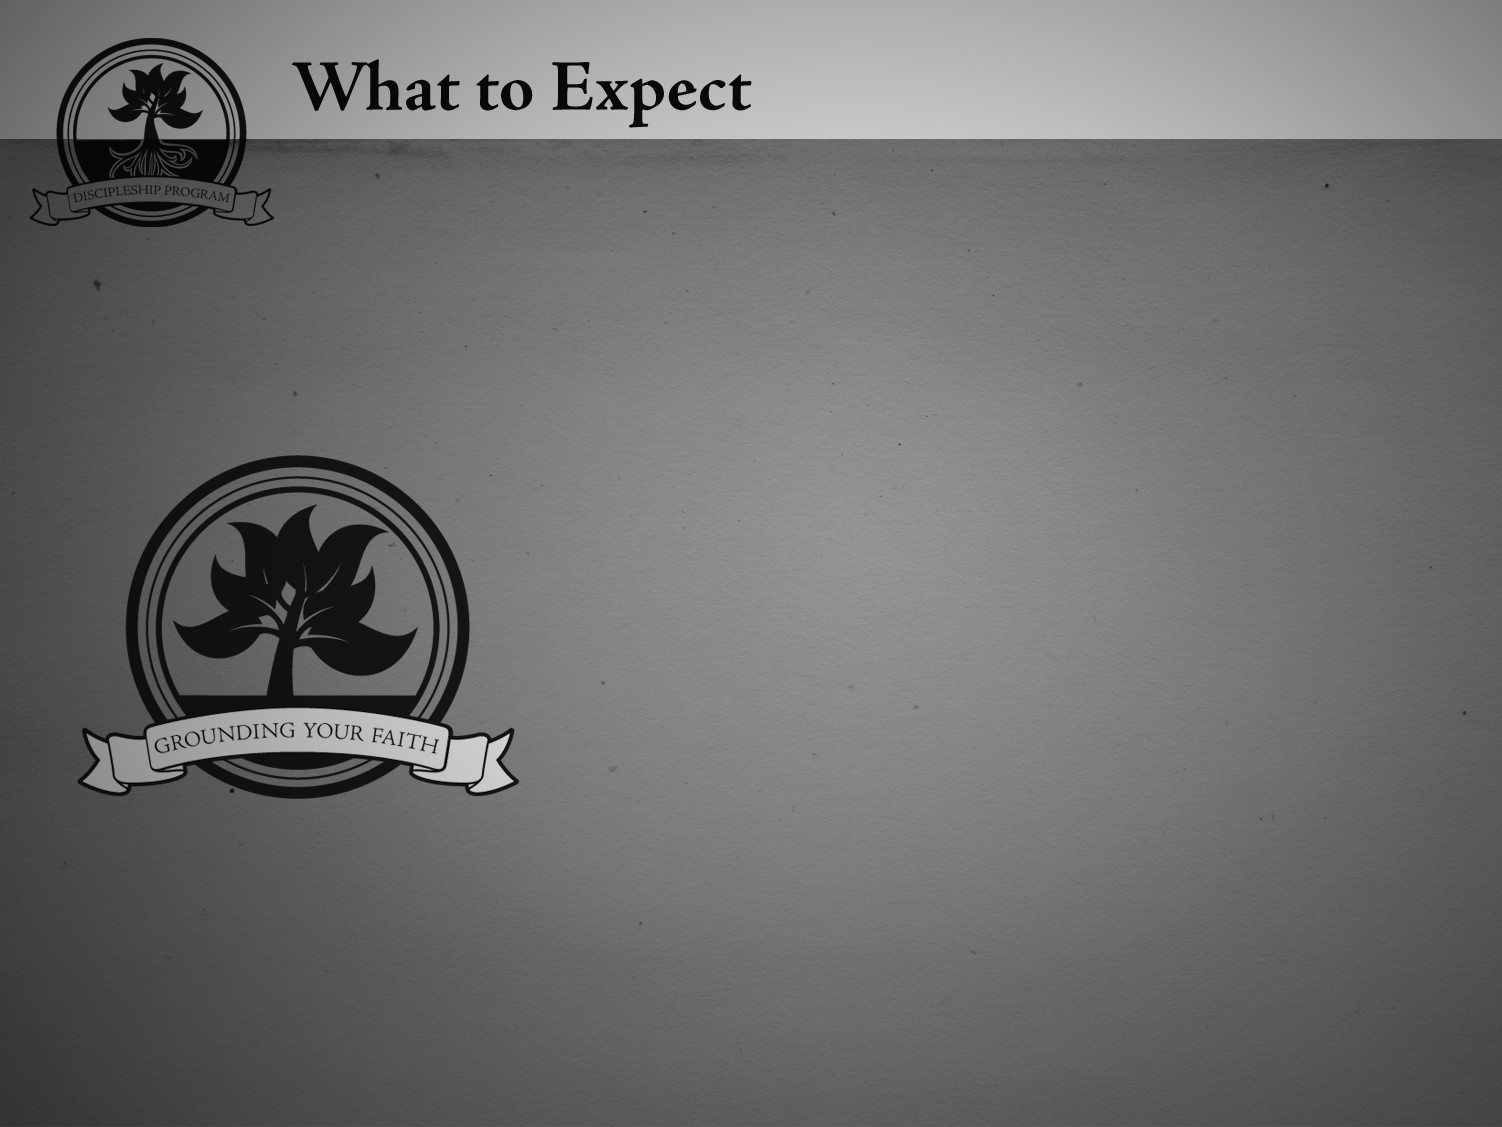 What to Expect
DISCIPLESHIP PROGRAM
GROUNDING YOUR FAITH